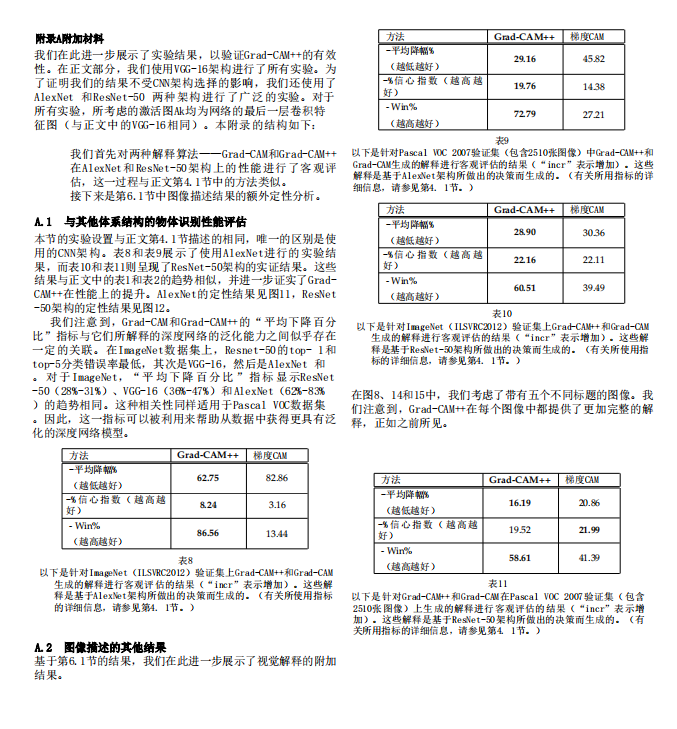 附录A附加材料
我们在此进一步展示了实验结果，以验证Grad-CAM++的有效
性。在正文部分，我们使用VGG-16架构进行了所有实验。为
了证明我们的结果不受CNN架构选择的影响，我们还使用了
AlexNet 和ResNet-50 两种架构进行了广泛的实验。对于
所有实验，所考虑的激活图Ak均为网络的最后一层卷积特
征图（与正文中的VGG-16相同）。本附录的结构如下：
我们首先对两种解释算法——Grad-CAM和Grad-CAM++
在AlexNet和ResNet-50架构上的性能进行了客观评
估，这一过程与正文第4.1节中的方法类似。
接下来是第6.1节中图像描述结果的额外定性分析。
A.1 与其他体系结构的物体识别性能评估
本节的实验设置与正文第4.1节描述的相同，唯一的区别是使
用的CNN架构。表8和表9展示了使用AlexNet进行的实验结
果，而表10和表11则呈现了ResNet-50架构的实证结果。这些
结果与正文中的表1和表2的趋势相似，并进一步证实了Grad-
CAM++在性能上的提升。AlexNet的定性结果见图11，ResNet
-50架构的定性结果见图12。
我们注意到，Grad-CAM和Grad-CAM++的“平均下降百分
比”指标与它们所解释的深度网络的泛化能力之间似乎存在
一定的关联。在ImageNet数据集上，Resnet-50的top- 1和
top-5分类错误率最低，其次是VGG-16，然后是AlexNet 和
。对于ImageNet，“平均下降百分比”指标显示ResNet
-50（28%-31%）、VGG-16（36%-47%）和AlexNet（62%-83%
）的趋势相同。这种相关性同样适用于Pascal VOC数据集
。因此，这一指标可以被利用来帮助从数据中获得更具有泛
化的深度网络模型。
方法 Grad-CAM++ 梯度CAM
-平均降幅%
（越低越好） 62.75 82.86
-%信心指数（越高越
好） 8.24 3.16
- Win%
（越高越好） 86.56 13.44
表8
以下是针对ImageNet（ILSVRC2012）验证集上Grad-CAM++和Grad-CAM
生成的解释进行客观评估的结果（“incr”表示增加）。这些解
释是基于AlexNet架构所做出的决策而生成的。（有关所使用指标
的详细信息，请参见第4. 1节。）
A.2 图像描述的其他结果
基于第6.1节的结果，我们在此进一步展示了视觉解释的附加
结果。
方法 Grad-CAM++ 梯度CAM
-平均降幅%
（越低越好） 29.16 45.82
-%信心指数（越高越
好） 19.76 14.38
- Win%
（越高越好） 72.79 27.21
表9
以下是针对Pascal VOC 2007验证集（包含2510张图像）中Grad-CAM++和
Grad-CAM生成的解释进行客观评估的结果（“incr”表示增加）。这些
解释是基于AlexNet架构所做出的决策而生成的。（有关所用指标的详
细信息，请参见第4. 1节。）
方法 Grad-CAM++ 梯度CAM
-平均降幅%
（越低越好） 28.90 30.36
-%信心指数（越高越
好） 22.16 22.11
- Win%
（越高越好） 60.51 39.49
表10
以下是针对ImageNet（ILSVRC2012）验证集上Grad-CAM++和Grad-CAM
生成的解释进行客观评估的结果（“incr”表示增加）。这些解
释是基于ResNet-50架构所做出的决策而生成的。（有关所使用指
标的详细信息，请参见第4. 1节。）
在图8、14和15中，我们考虑了带有五个不同标题的图像。我
们注意到，Grad-CAM++在每个图像中都提供了更加完整的解
释，正如之前所见。
方法 Grad-CAM++ 梯度CAM
-平均降幅%
（越低越好） 16.19 20.86
-%信心指数（越高越
好） 19.52 21.99
- Win%
（越高越好） 58.61 41.39
表11
以下是针对Grad-CAM++和Grad-CAM在Pascal VOC 2007验证集（包含
2510张图像）上生成的解释进行客观评估的结果（“incr”表示增
加）。这些解释是基于ResNet-50架构所做出的决策而生成的。（有
关所用指标的详细信息，请参见第4. 1节。）